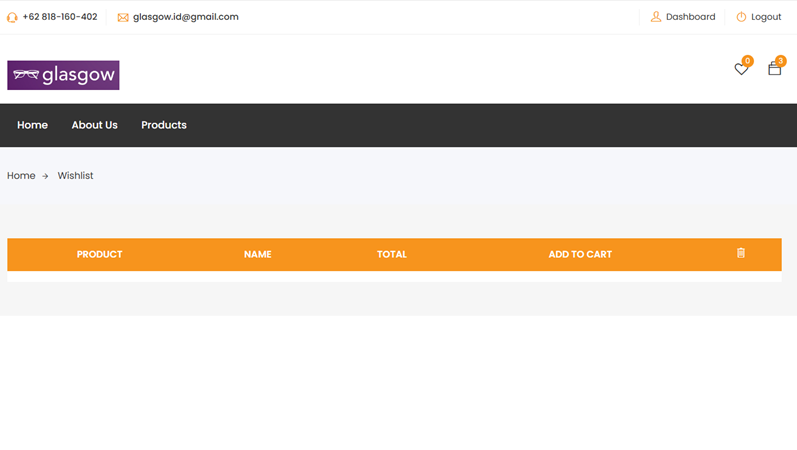 +62 818-160-402 glasgow.id@gmail.com Dashboard Logout
glasgow 0 3
Home About Us Products
Home → Wishlist
PRODUCT NAME TOTAL ADD TO CART